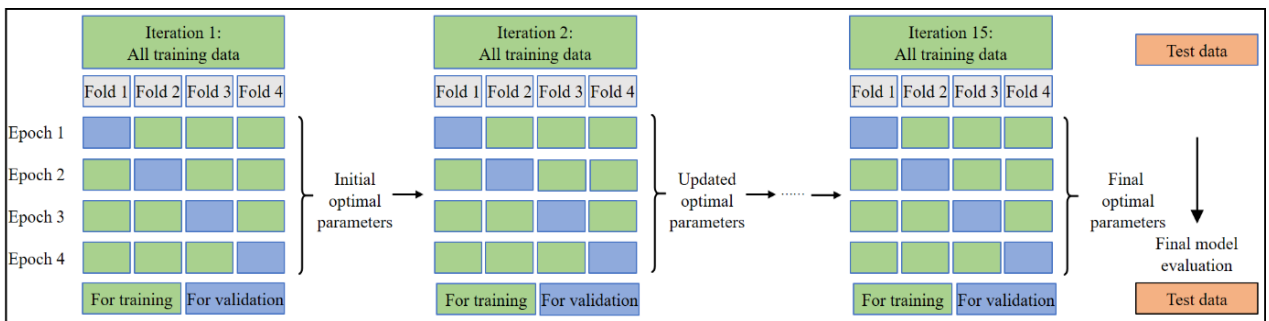 Iteration 1:
All training data
Iteration 2:
All training data
Iteration 15:
All training data
Test data
Fold 1 Fold 2 Fold 3 Fold 4
Fold 1 Fold 2 Fold 3 Fold 4
Fold 1 Fold 2 Fold 3 Fold 4
Epoch 1
Epoch 2
Epoch 3
Epoch 4
Initial
optimal
parameters
Updated
optimal
parameters
......
Final
optimal
parameters
Final model
evaluation
For training For validation
For training For validation
For training For validation
Test data